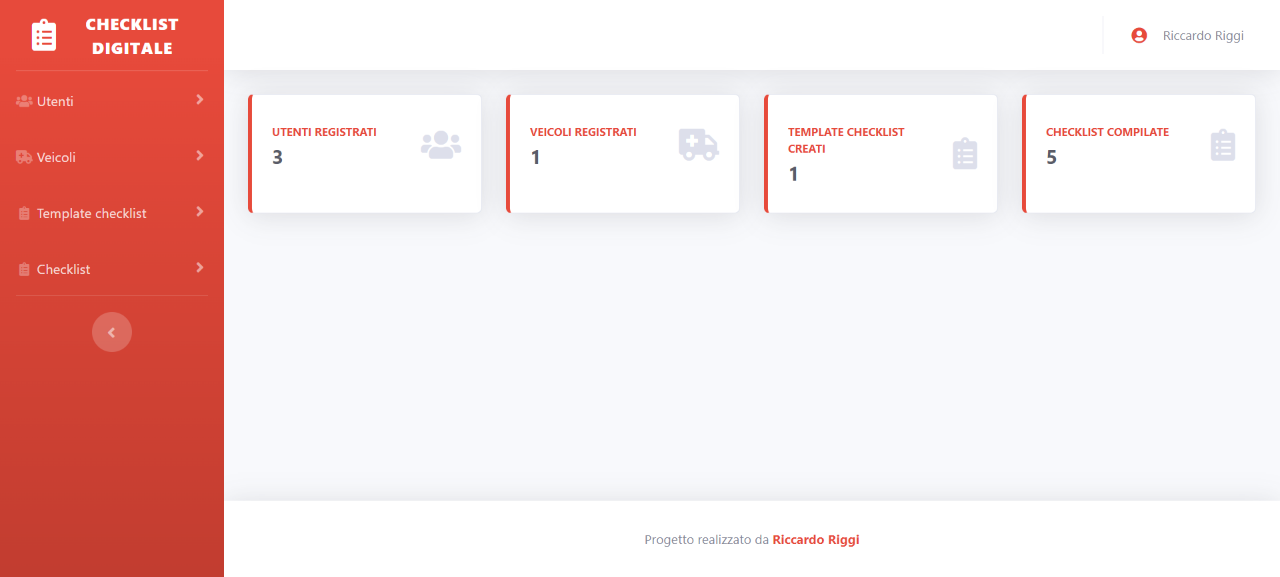 CHECKLIST
DIGITALE
Utenti
Veicoli
Template checklist
Checklist
Riccardo Riggi
UTENTI REGISTRATI
3
VEICOLI REGISTRATI
1
TEMPLATE CHECKLIST
CREATI
1
CHECKLIST COMPILATE
5
Progetto realizzato da Riccardo Riggi